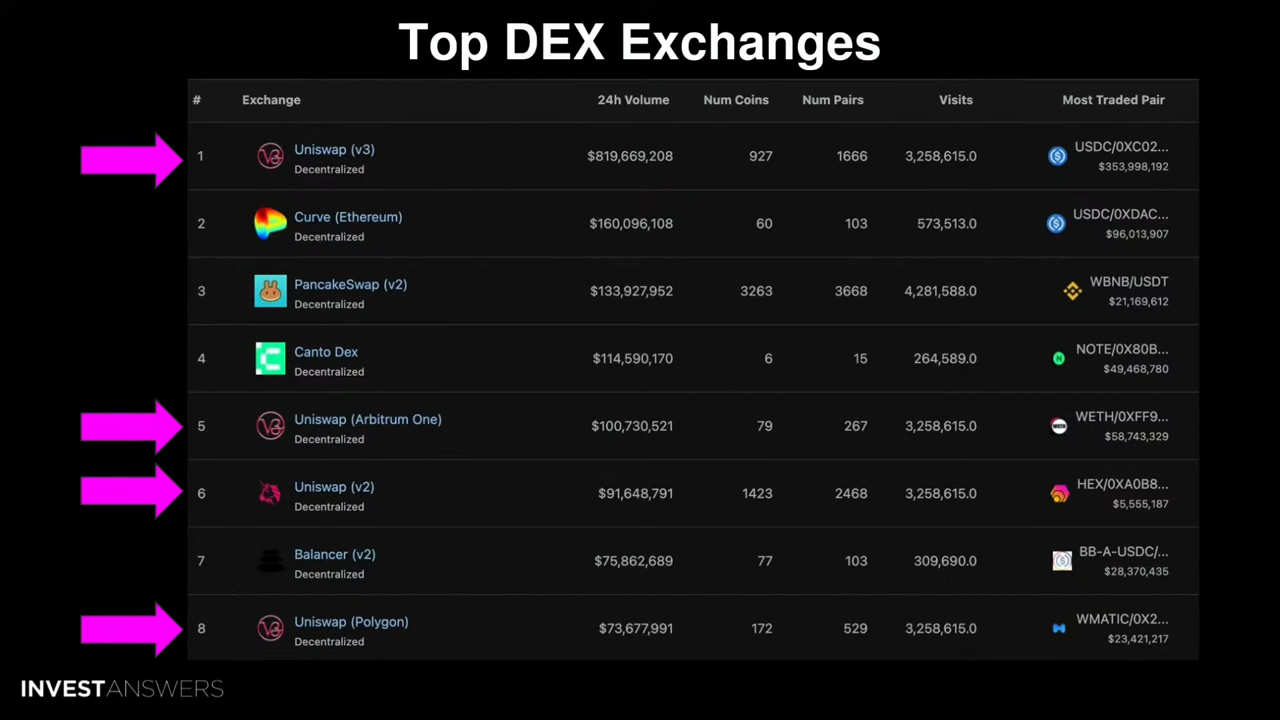 Top DEX Exchanges
# Exchange 24h Volume Num Coins Num Pairs Visits Most Traded Pair
1 Uniswap (v3) $819,669,208 927 1666 3,258,615.0 USDC/0XC02...
Decentralized $353,998,192
2 Curve (Ethereum) $160,096,108 60 103 573,513.0 USDC/0XDAC...
Decentralized $96,013,907
3 PancakeSwap (v2) $133,927,952 3263 3668 4,281,588.0 WBNB/USDT
Decentralized $21,169,612
4 Canto Dex $114,590,170 6 15 264,589.0 NOTE/0X80B...
Decentralized $49,468,780
5 Uniswap (Arbitrum One) $100,730,521 79 267 3,258,615.0 WETH/0XFF9...
Decentralized $58,743,329
6 Uniswap (v2) $91,648,791 1423 2468 3,258,615.0 HEX/0XA0B8...
Decentralized $5,555,187
7 Balancer (v2) $75,862,689 77 103 309,690.0 BB-A-USDC/...
Decentralized $28,370,435
8 Uniswap (Polygon) $73,677,991 172 529 3,258,615.0 WMATIC/0X2...
Decentralized $23,421,217
INVESTANSWERS